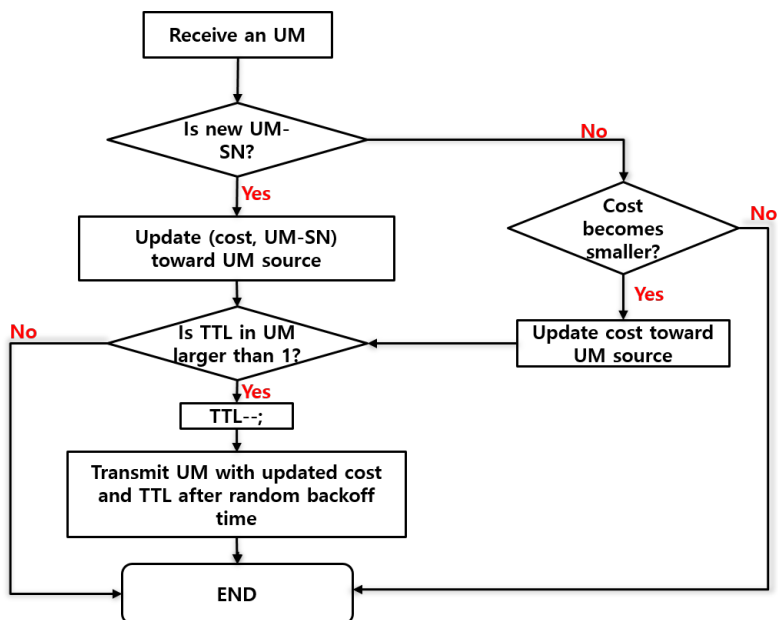 Receive an UM
Is new UM-
SN?
No
Yes
Cost
becomes
smaller?
No
Update (cost, UM-SN)
toward UM source
Yes
No
Is TTL in UM
larger than 1?
Update cost toward
UM source
Yes
TTL--;
Transmit UM with updated cost
and TTL after random backoff
time
END